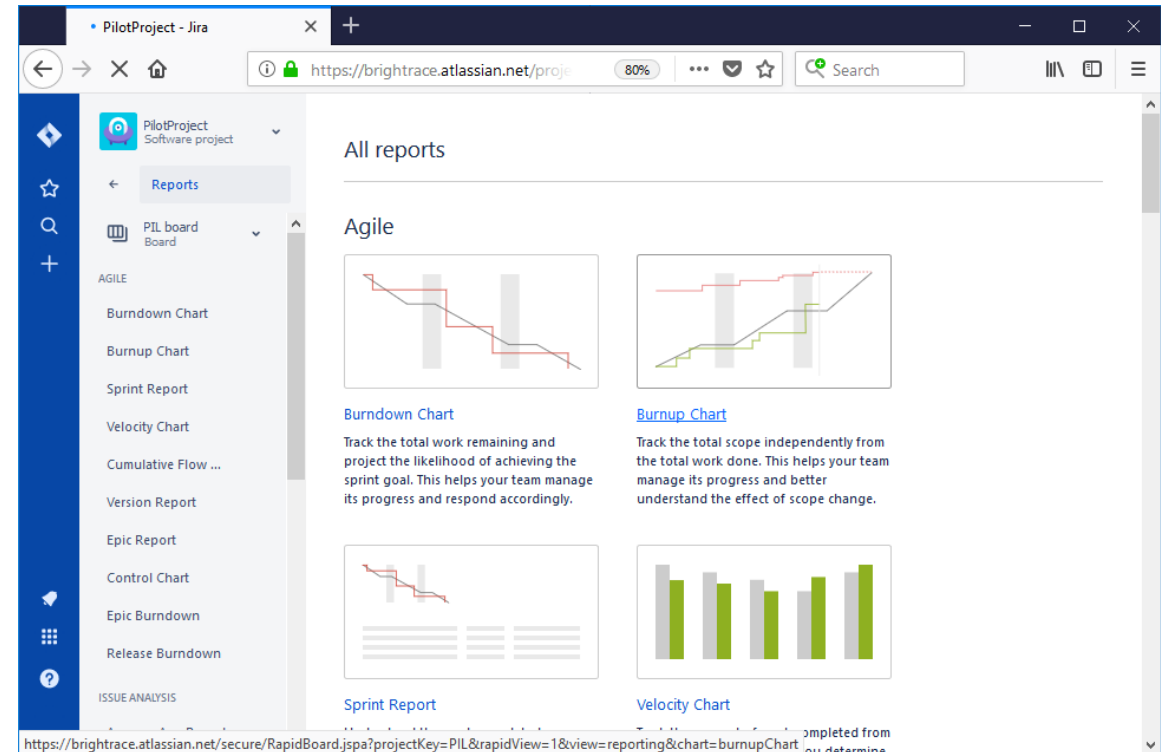 PilotProject - Jira
https://brightrace.atlassian.net/proje
80%
Search
PilotProject
Software project
Reports
PIL board
Board
AGILE
Burndown Chart
Burnup Chart
Sprint Report
Velocity Chart
Cumulative Flow ...
Version Report
Epic Report
Control Chart
Epic Burndown
Release Burndown
ISSUE ANALYSIS
All reports
Agile
Burndown Chart
Track the total work remaining and
project the likelihood of achieving the
sprint goal. This helps your team manage
its progress and respond accordingly.
Burnup Chart
Track the total scope independently from
the total work done. This helps your team
manage its progress and better
understand the effect of scope change.
Sprint Report
Velocity Chart
completed from
you determine
https://brightrace.atlassian.net/secure/RapidBoard.jspa?projectKey=PIL&rapidView=1&view=reporting&chart=burnupChart